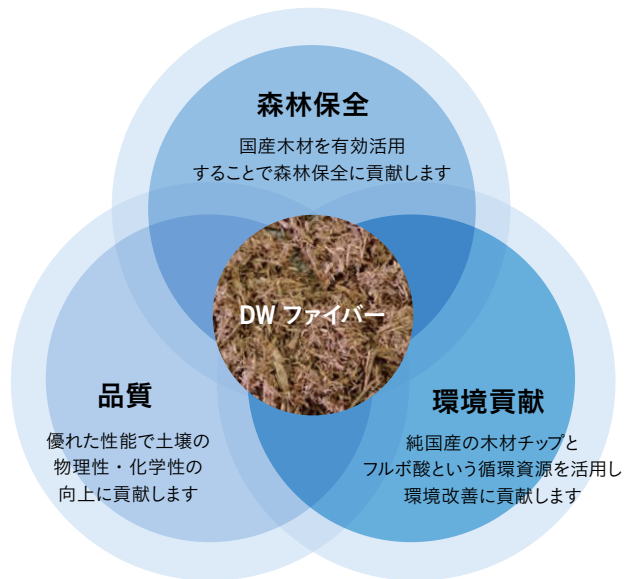 森林保全
国産木材を有効活用
することで森林保全に貢献します
DW ファイバー
品質
優れた性能で土壌の
物理性・化学性の
向上に貢献します
環境貢献
純国産の木材チップと
フルボ酸という循環資源を活用し
環境改善に貢献します